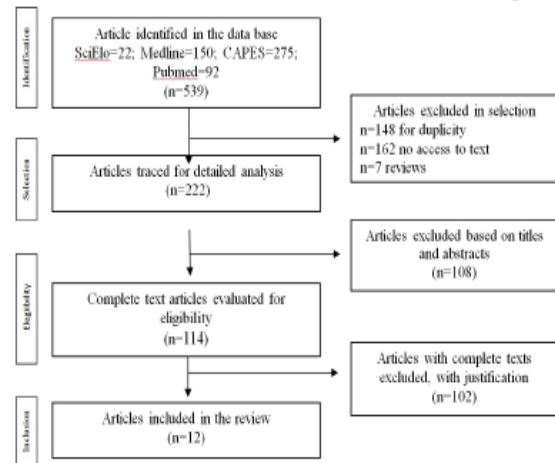 Identification
Article identified in the data base
SciElo=22; Medline=150; CAPES=275;
Pubmed=92
(n=539)
Articles excluded in selection
n=148 for duplicity
n=162 no access to text
n=7 reviews
Selection
Articles traced for detailed analysis
(n=222)
Articles excluded based on titles
and abstracts
(n=108)
Elegibility
Complete text articles evaluated for
eligibility
(n=114)
Articles with complete texts
excluded, with justification
(n=102)
Inclusion
Articles included in the review
(n=12)